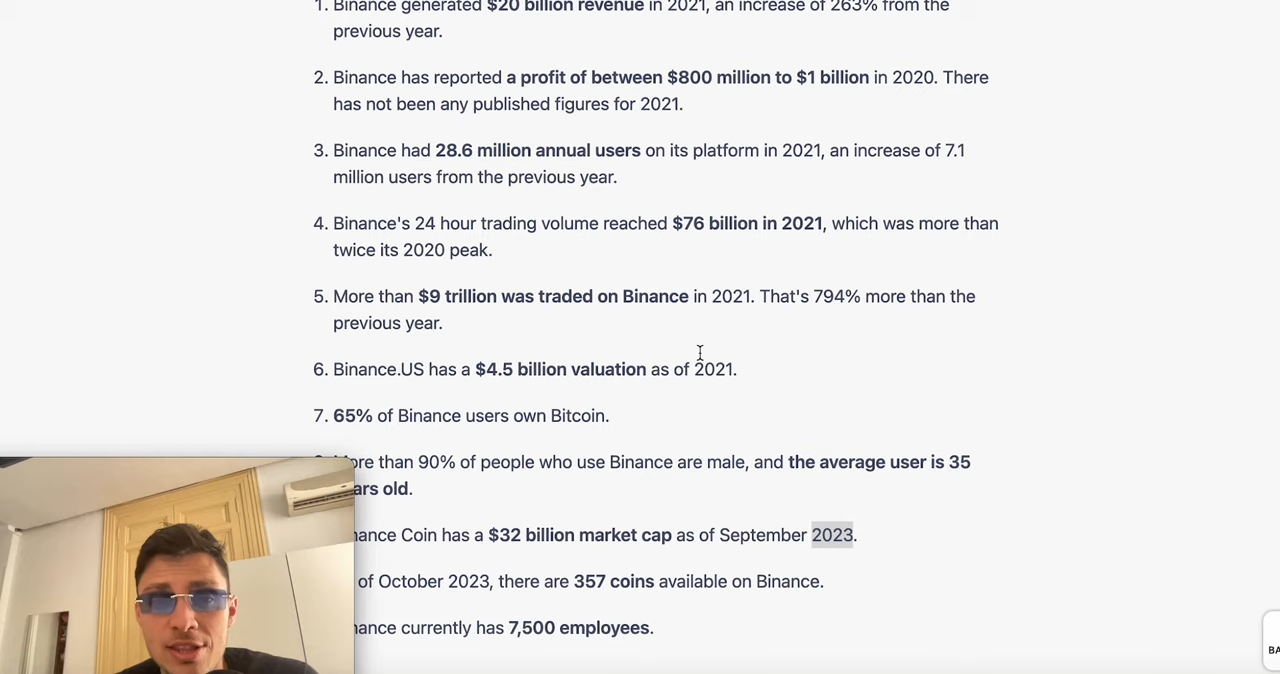 1. Binance generated $20 billion revenue in 2021, an increase of 263% from the
previous year.
2. Binance has reported a profit of between $800 million to $1 billion in 2020. There
has not been any published figures for 2021.
3. Binance had 28.6 million annual users on its platform in 2021, an increase of 7.1
million users from the previous year.
4. Binance's 24 hour trading volume reached $76 billion in 2021, which was more than
twice its 2020 peak.
5. More than $9 trillion was traded on Binance in 2021. That's 794% more than the
previous year.
6. Binance.US has a $4.5 billion valuation as of 2021.
7. 65% of Binance users own Bitcoin.
than 90% of people who use Binance are male, and the average user is 35
old.
Coin has a $32 billion market cap as of September 2023.
of October 2023, there are 357 coins available on Binance.
currently has 7,500 employees.